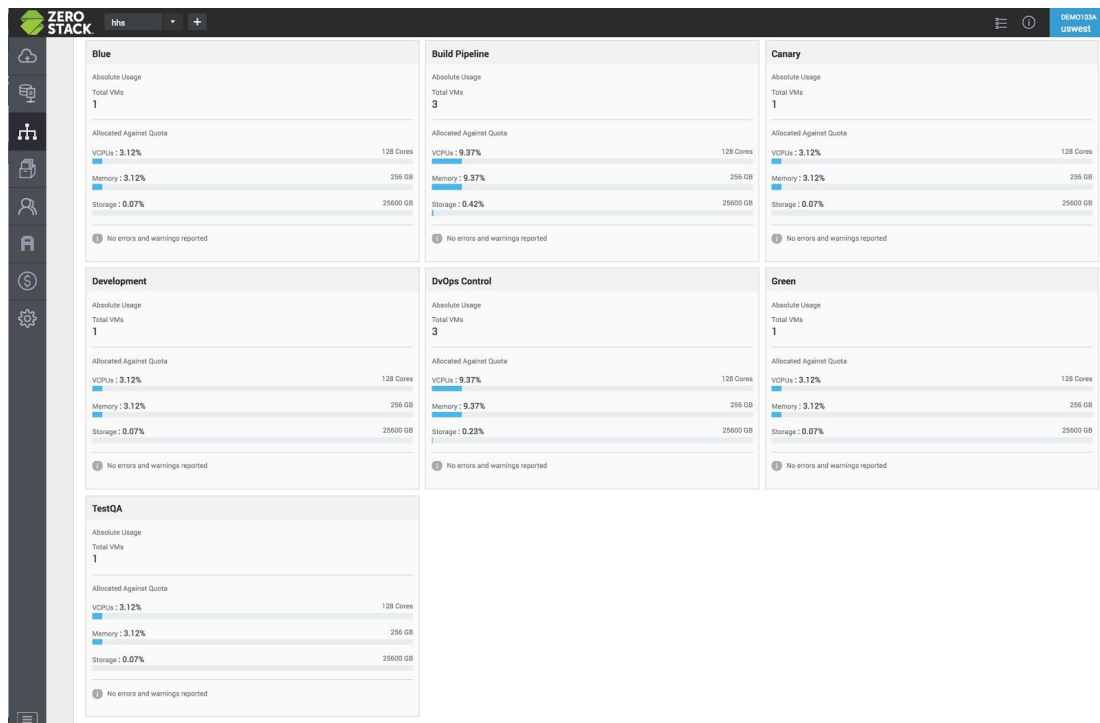 ZERO
STACK
hhs
DEMO103A
uswest
Blue
Absolute Usage
Total VMs
1
Allocated Against Quota
VCPUs : 3.12% 128 Cores
Memory : 3.12% 256 GB
Storage : 0.07% 25600 GB
No errors and warnings reported
Build Pipeline
Absolute Usage
Total VMs
3
Allocated Against Quota
VCPUs : 9.37% 128 Cores
Memory : 9.37% 256 GB
Storage : 0.42% 25600 GB
No errors and warnings reported
Canary
Absolute Usage
Total VMs
1
Allocated Against Quota
VCPUs : 3.12% 128 Cores
Memory : 3.12% 256 GB
Storage : 0.07% 25600 GB
No errors and warnings reported
Development
Absolute Usage
Total VMs
1
Allocated Against Quota
VCPUs : 3.12% 128 Cores
Memory : 3.12% 256 GB
Storage : 0.07% 25600 GB
No errors and warnings reported
DvOps Control
Absolute Usage
Total VMs
3
Allocated Against Quota
VCPUs : 9.37% 128 Cores
Memory : 9.37% 256 GB
Storage : 0.23% 25600 GB
No errors and warnings reported
Green
Absolute Usage
Total VMs
1
Allocated Against Quota
VCPUs : 3.12% 128 Cores
Memory : 3.12% 256 GB
Storage : 0.07% 25600 GB
No errors and warnings reported
TestQA
Absolute Usage
Total VMs
1
Allocated Against Quota
VCPUs : 3.12% 128 Cores
Memory : 3.12% 256 GB
Storage : 0.07% 25600 GB
No errors and warnings reported